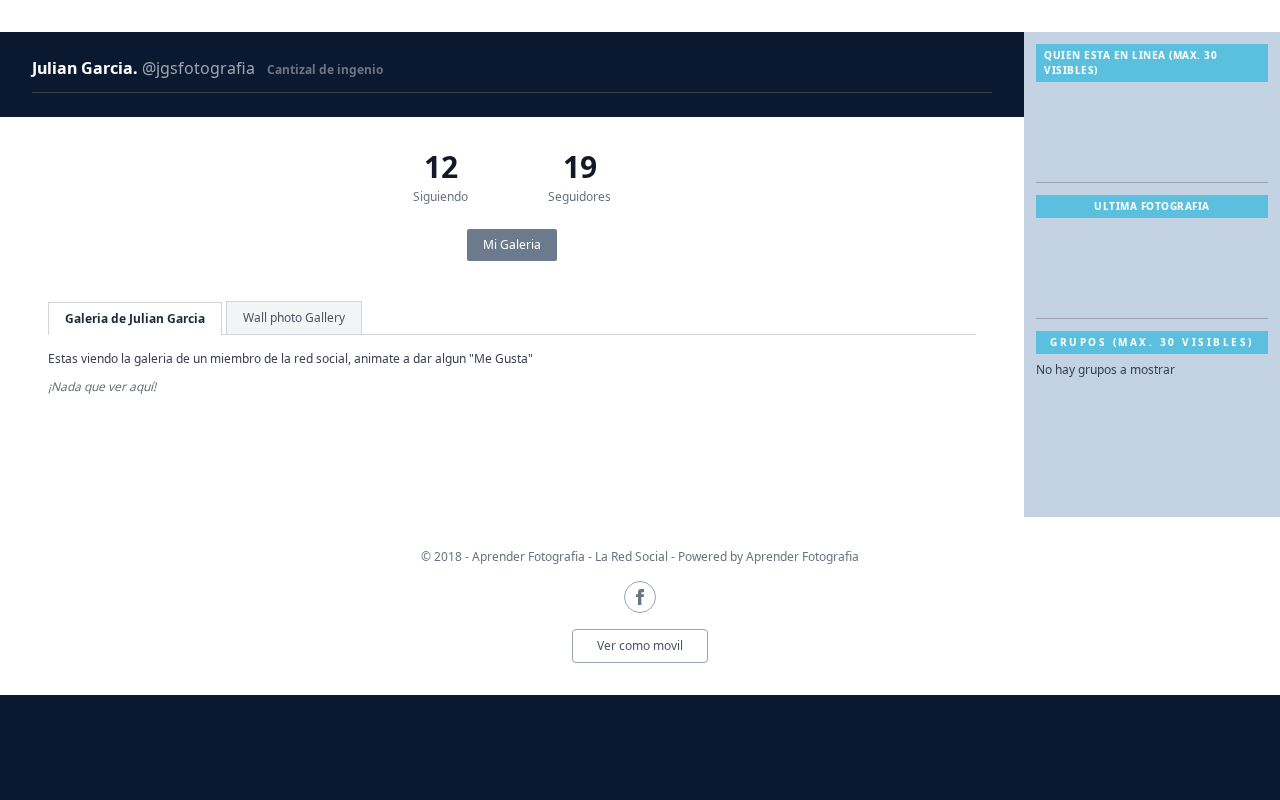 Julian Garcia. @jgsfotografia Cantizal de ingenio
12
Siguiendo
19
Seguidores
Mi Galeria
Galeria de Julian Garcia
Wall photo Gallery
Estas viendo la galeria de un miembro de la red social, animate a dar algun "Me Gusta"
¡Nada que ver aquí!
QUIEN ESTA EN LINEA (MAX. 30
VISIBLES)
ULTIMA FOTOGRAFIA
GRUPOS (MAX. 30 VISIBLES)
No hay grupos a mostrar
© 2018 - Aprender Fotografia - La Red Social - Powered by Aprender Fotografia
Ver como movil